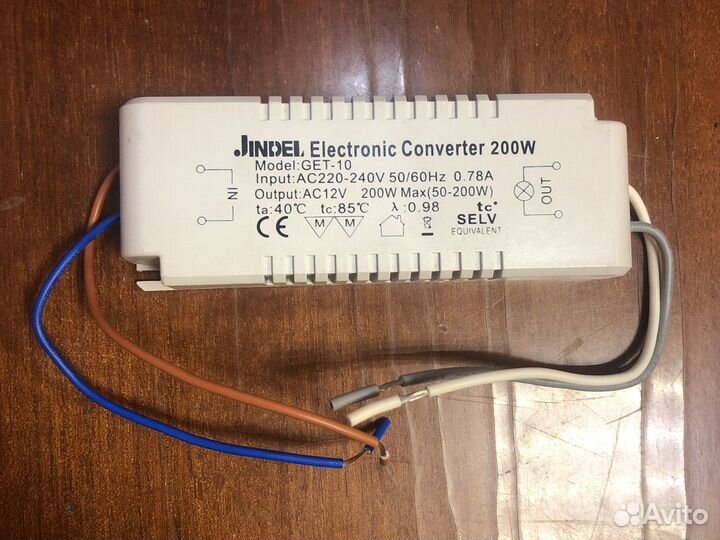 JINDEL Electronic Converter 200W
Model:GET-10
Input:AC220-240V 50/60Hz 0.78A
Output:AC12V 200W Max(50-200W)
ta:40℃ tc:85℃ λ:0.98 tc
CE M M SELV
EQUIVALENT
IN
OUT
Avito